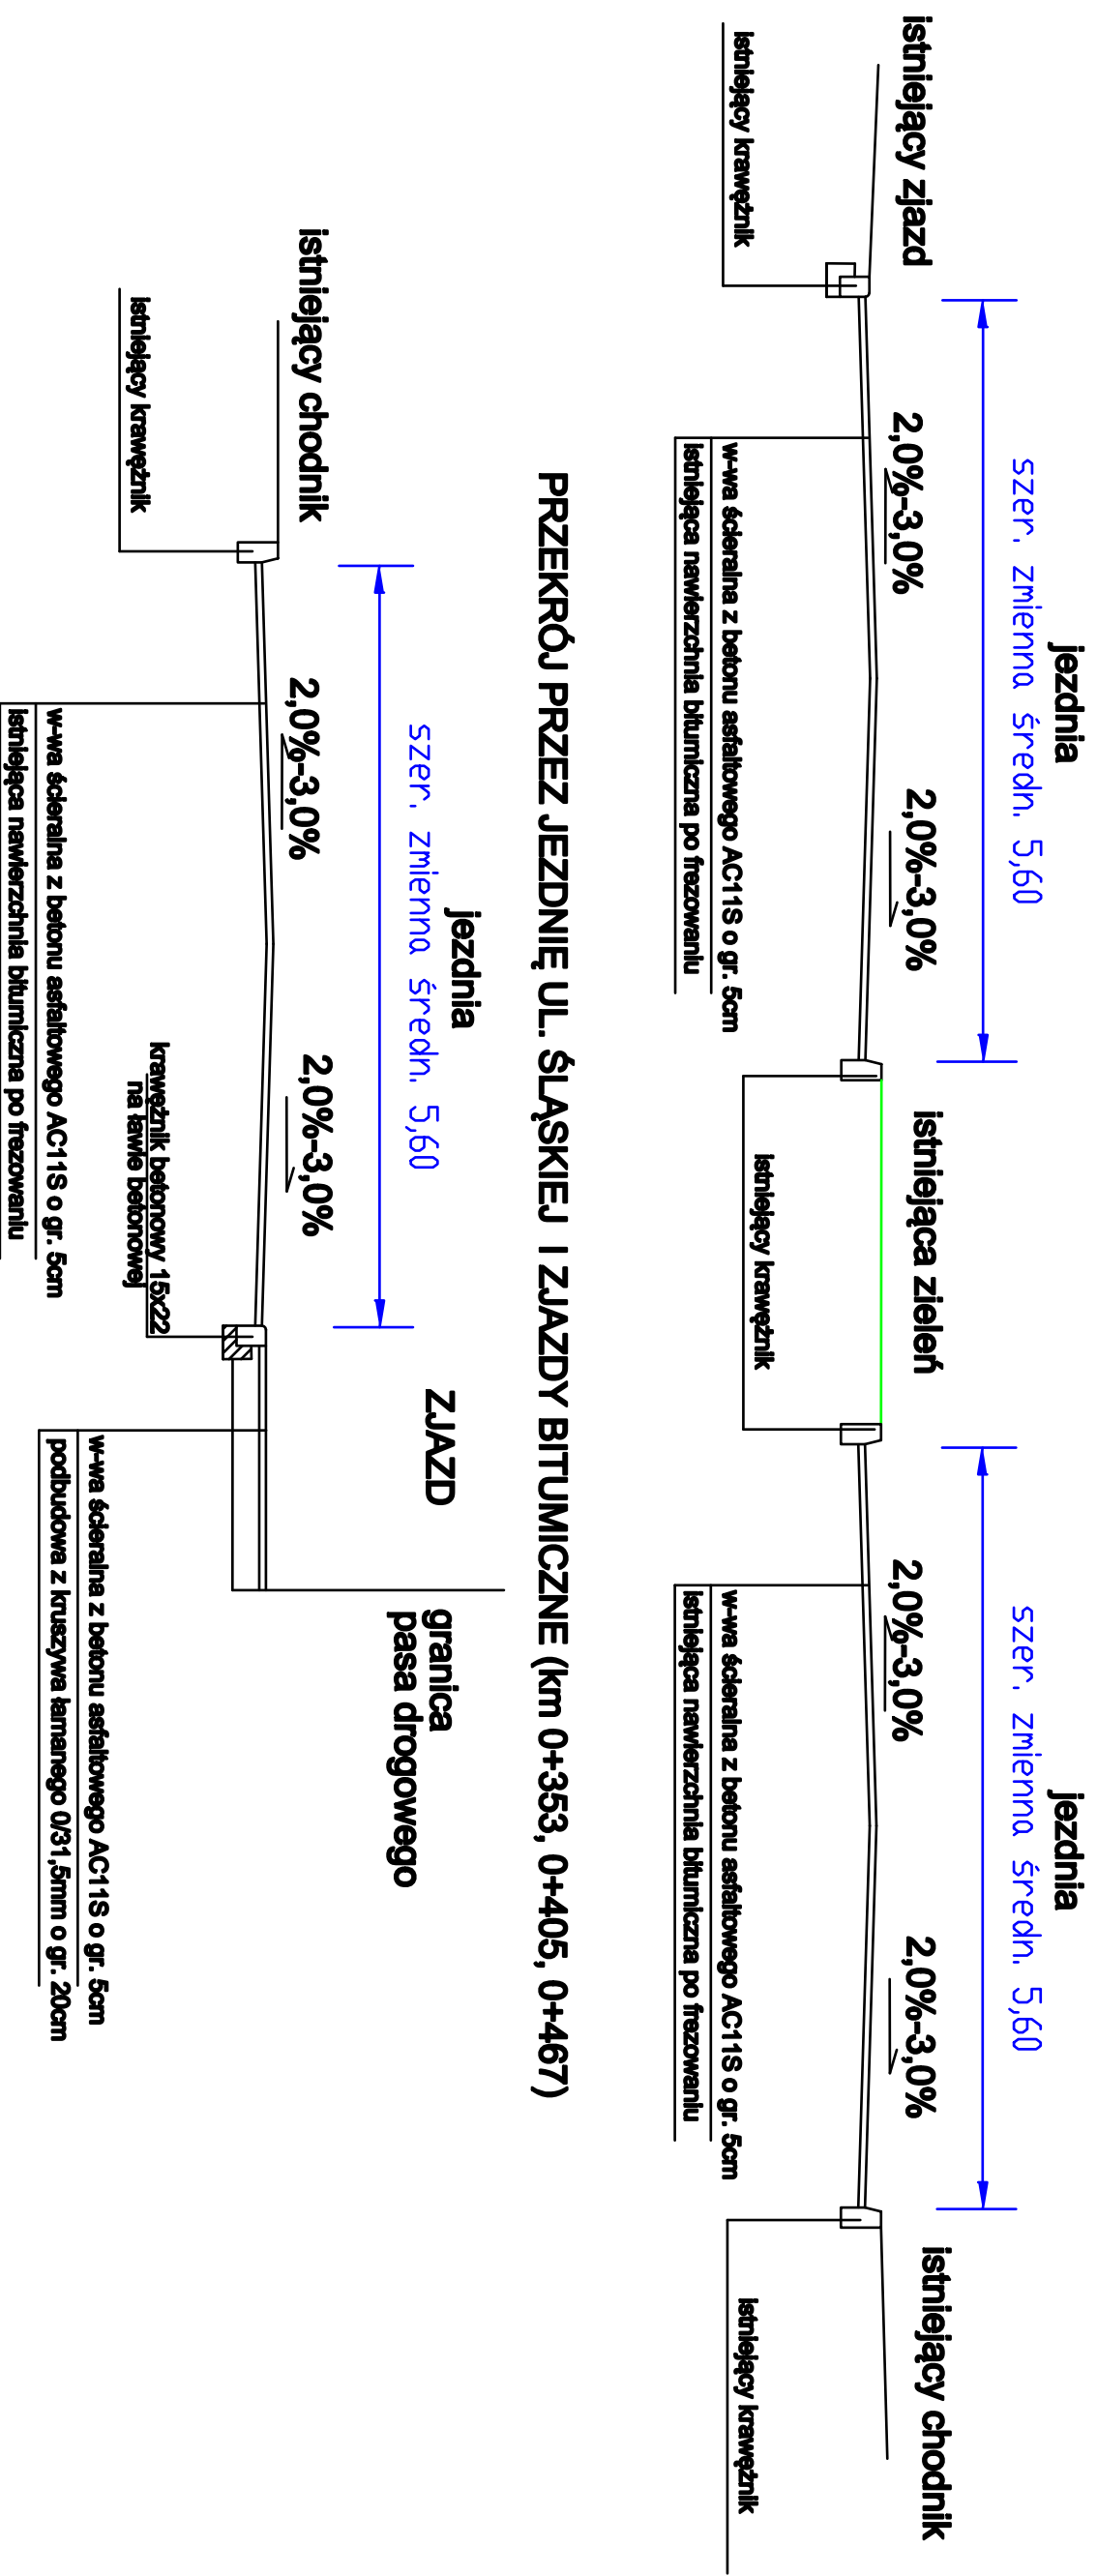 jezdnia
jezdnia
szer. zmienna średn. 5,60
szer. zmienna średn. 5,60
istniejący zjazd
2,0%-3,0%
2,0%-3,0%
istniejąca zieleń
2,0%-3,0%
2,0%-3,0%
istniejący chodnik
istniejący krawężnik
w-wa ścieralna z betonu asfaltowego AC11S o gr. 5cm
istniejąca nawierzchnia bitumiczna po frezowaniu
istniejący krawężnik
w-wa ścieralna z betonu asfaltowego AC11S o gr. 5cm
istniejąca nawierzchnia bitumiczna po frezowaniu
istniejący krawężnik
PRZEKRÓJ PRZEZ JEZDNIĘ UL. ŚLĄSKIEJ I ZJAZDY BITUMICZNE (km 0+353, 0+405, 0+467)
jezdnia
szer. zmienna średn. 5,60
ZJAZD
granica
pasa drogowego
istniejący chodnik
2,0%-3,0%
2,0%-3,0%
istniejący krawężnik
krawężnik betonowy 15x22
na ławie betonowej
w-wa ścieralna z betonu asfaltowego AC11S o gr. 5cm
istniejąca nawierzchnia bitumiczna po frezowaniu
w-wa ścieralna z betonu asfaltowego AC11S o gr. 5cm
podbudowa z kruszywa łamanego 0/31,5mm o gr. 20cm